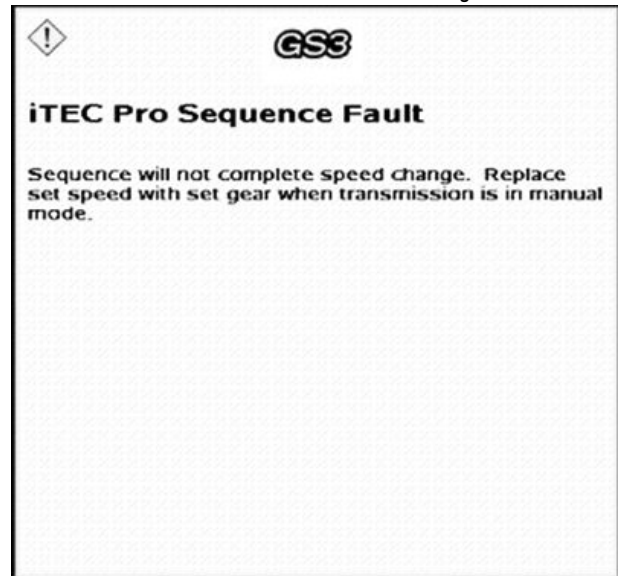 GS3
iTEC Pro Sequence Fault
Sequence will not complete speed change. Replace
set speed with set gear when transmission is in manual
mode.